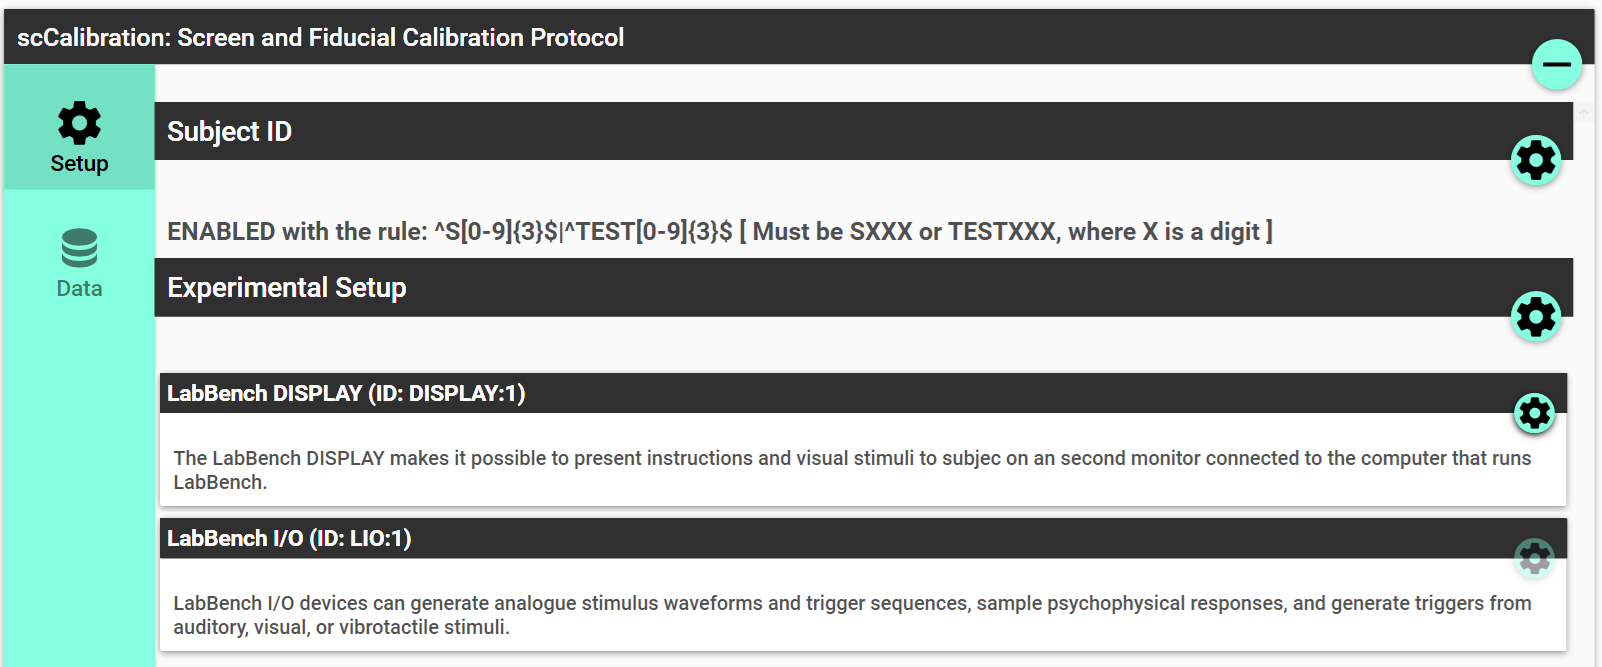 scCalibration: Screen and Fiducial Calibration Protocol
Setup
Data
Subject ID
ENABLED with the rule: ^S[0-9]{3}$|^TEST[0-9]{3}$ [ Must be SXXX or TESTXXX, where X is a digit ]
Experimental Setup
LabBench DISPLAY (ID: DISPLAY:1)
The LabBench DISPLAY makes it possible to present instructions and visual stimuli to subjec on an second monitor connected to the computer that runs
LabBench.
LabBench I/O (ID: LIO:1)
LabBench I/O devices can generate analogue stimulus waveforms and trigger sequences, sample psychophysical responses, and generate triggers from
auditory, visual, or vibrotactile stimuli.